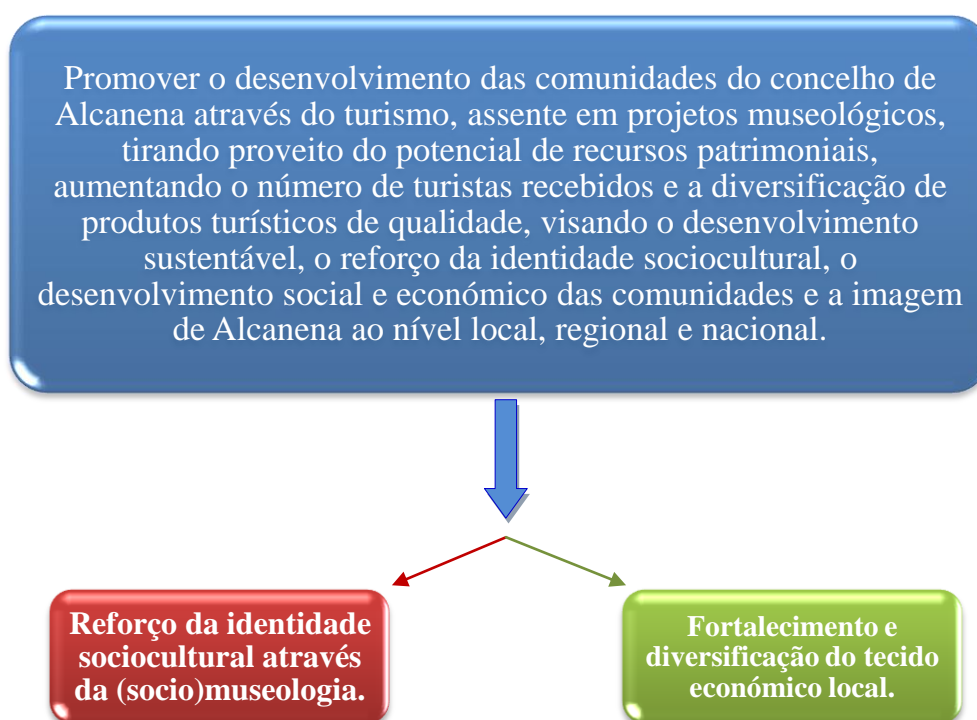 Promover o desenvolvimento das comunidades do concelho de
Alcanena através do turismo, assente em projetos museológicos,
tirando proveito do potencial de recursos patrimoniais,
aumentando o número de turistas recebidos e a diversificação de
produtos turísticos de qualidade, visando o desenvolvimento
sustentável, o reforço da identidade sociocultural, o
desenvolvimento social e económico das comunidades e a imagem
de Alcanena ao nível local, regional e nacional.
Reforço da identidade
sociocultural através
da (socio)museologia.
Fortalecimento e
diversificação do tecido
económico local.